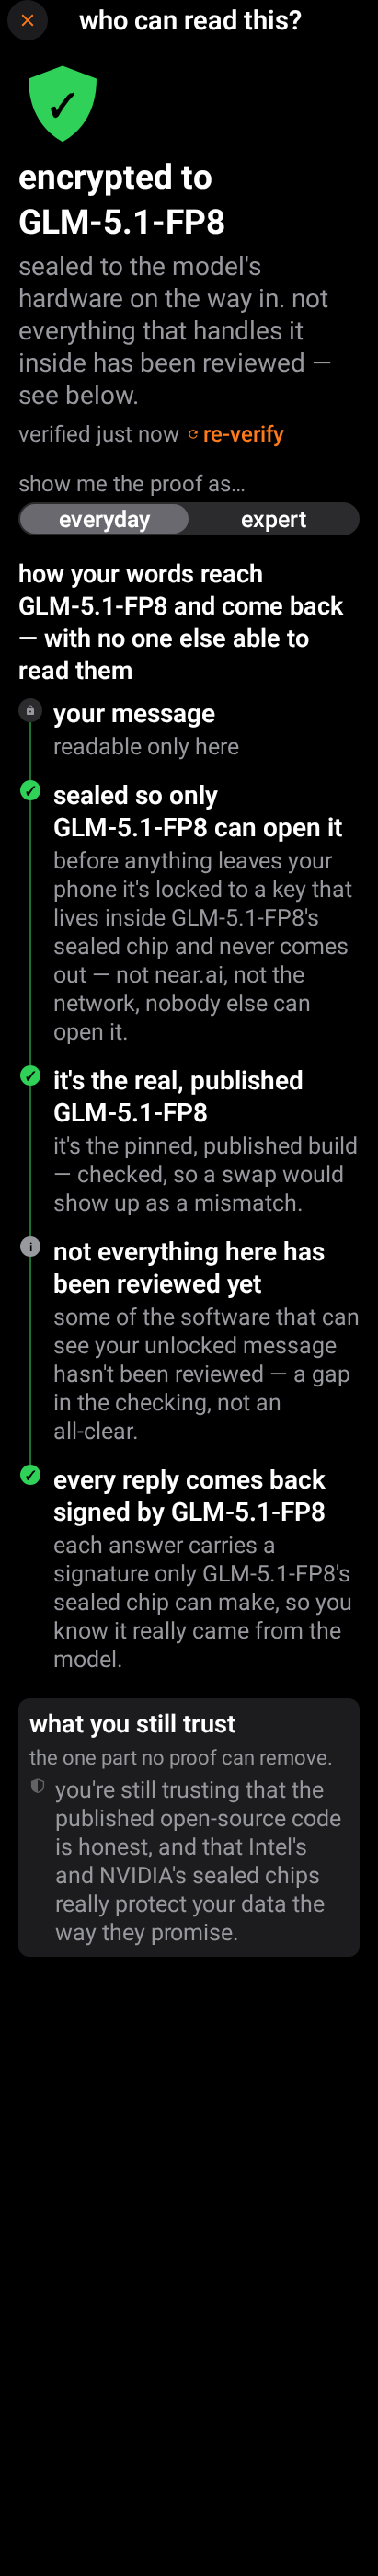 who can read this?
encrypted to
GLM-5.1-FP8
sealed to the model's
hardware on the way in. not
everything that handles it
inside has been reviewed —
see below.
verified just now re-verify
show me the proof as...
everyday expert
how your words reach
GLM-5.1-FP8 and come back
— with no one else able to
read them
your message
readable only here
sealed so only
GLM-5.1-FP8 can open it
before anything leaves your
phone it's locked to a key that
lives inside GLM-5.1-FP8's
sealed chip and never comes
out — not near.ai, not the
network, nobody else can
open it.
it's the real, published
GLM-5.1-FP8
it's the pinned, published build
— checked, so a swap would
show up as a mismatch.
not everything here has
been reviewed yet
some of the software that can
see your unlocked message
hasn't been reviewed — a gap
in the checking, not an
all-clear.
every reply comes back
signed by GLM-5.1-FP8
each answer carries a
signature only GLM-5.1-FP8's
sealed chip can make, so you
know it really came from the
model.
what you still trust
the one part no proof can remove.
you're still trusting that the
published open-source code
is honest, and that Intel's
and NVIDIA's sealed chips
really protect your data the
way they promise.